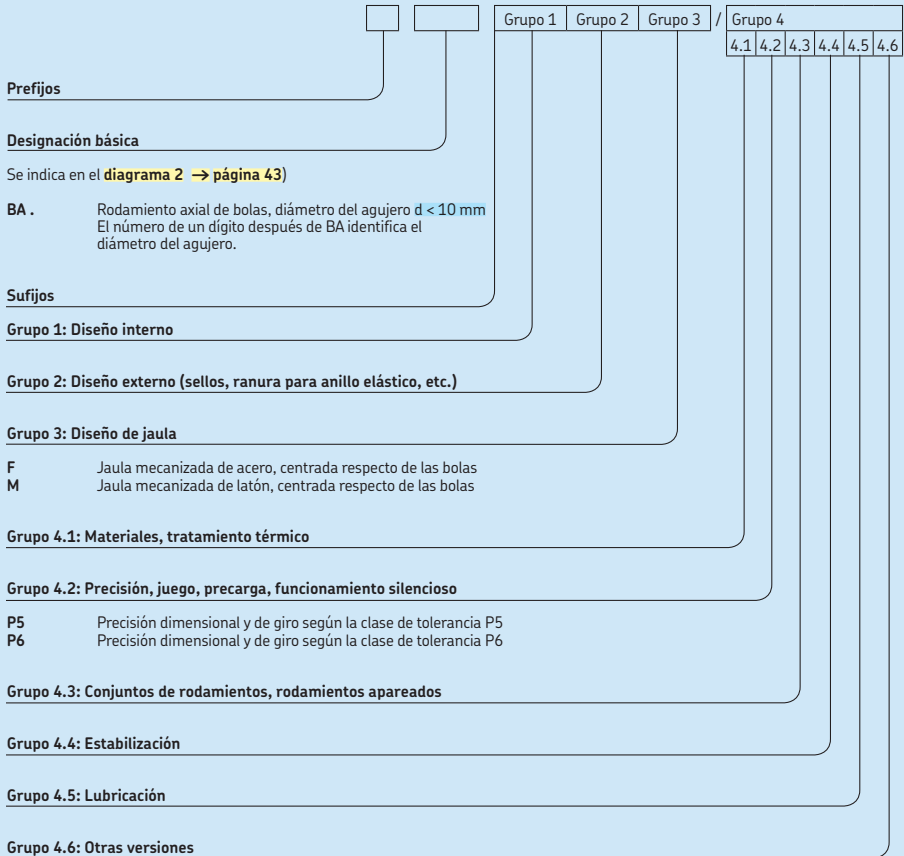 Grupo 1 Grupo 2 Grupo 3 / Grupo 4
4.1 4.2 4.3 4.4 4.5 4.6
Prefijos
Designación básica
Se indica en el diagrama 2 → página 43)
BA . Rodamiento axial de bolas, diámetro del agujero d < 10 mm
El número de un dígito después de BA identifica el
diámetro del agujero.
Sufijos
Grupo 1: Diseño interno
Grupo 2: Diseño externo (sellos, ranura para anillo elástico, etc.)
Grupo 3: Diseño de jaula
F Jaula mecanizada de acero, centrada respecto de las bolas
M Jaula mecanizada de latón, centrada respecto de las bolas
Grupo 4.1: Materiales, tratamiento térmico
Grupo 4.2: Precisión, juego, precarga, funcionamiento silencioso
P5 Precisión dimensional y de giro según la clase de tolerancia P5
P6 Precisión dimensional y de giro según la clase de tolerancia P6
Grupo 4.3: Conjuntos de rodamientos, rodamientos apareados
Grupo 4.4: Estabilización
Grupo 4.5: Lubricación
Grupo 4.6: Otras versiones